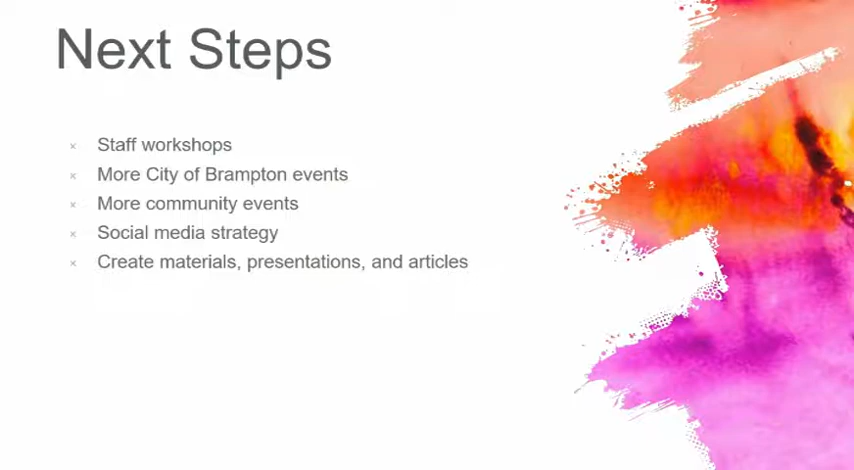 Next Steps
× Staff workshops
× More City of Brampton events
× More community events
× Social media strategy
× Create materials, presentations, and articles